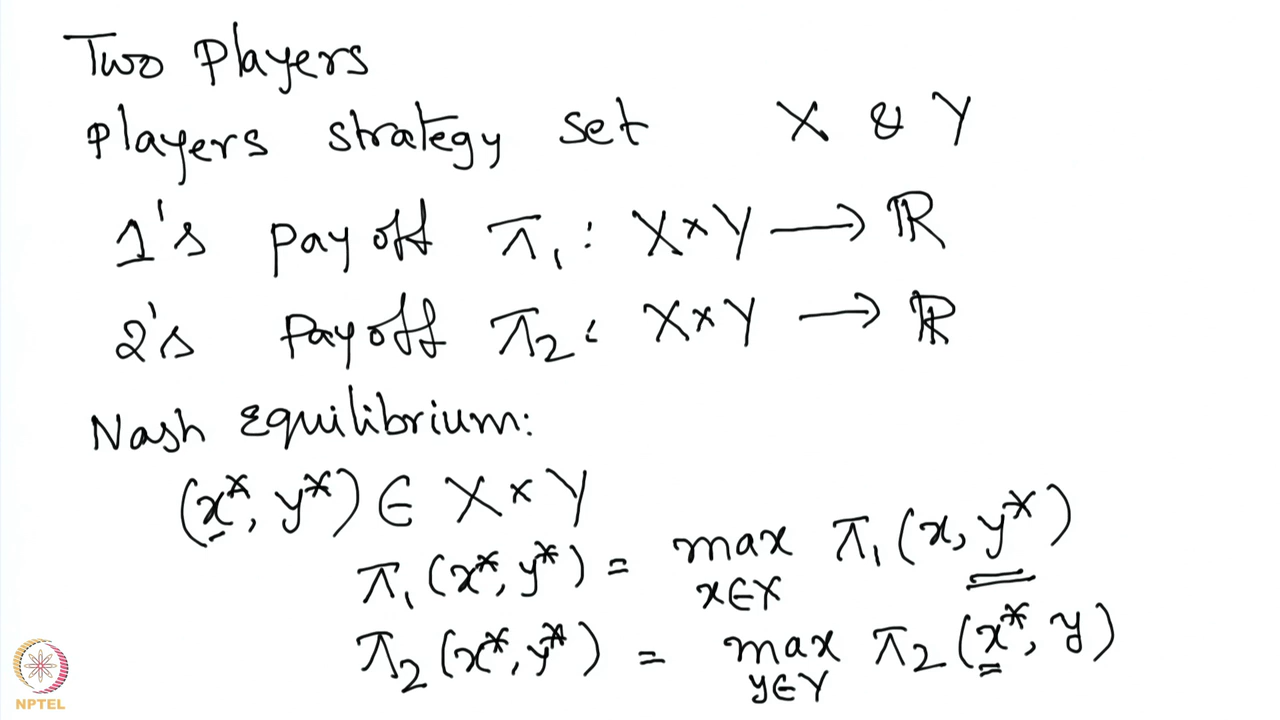 Two Players
Players strategy set X & Y
1's payoff π₁: X×Y ⟶ ℝ
2's payoff π₂: X×Y ⟶ ℝ
Nash Equilibrium:
(x*, y*) ∈ X×Y
π₁(x*, y*) = max π₁(x, y*)
x∈X
π₂(x*, y*) = max π₂(x*, y)
y∈Y
NPTEL